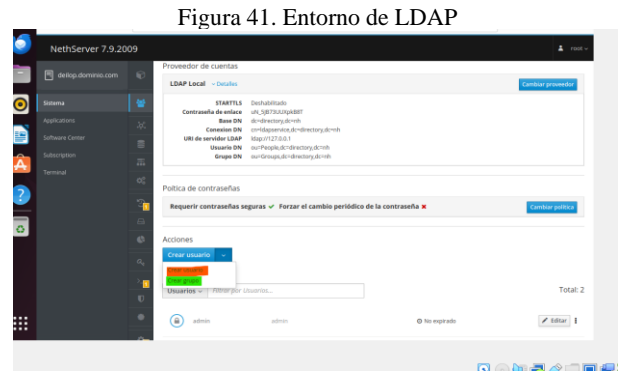 Figura 41. Entorno de LDAP
NethServer 7.9.2009
root
deilop.dominio.com
Sistema
Applications
Software Center
Subscription
Terminal
Proveedor de cuentas
LDAP Local Detalles
Cambiar proveedor
STARTTLS Deshabilitado
Contraseña de enlace
Base DN dc=directory,dc=nh
Conexion DN cn=ldapservice,dc=directory,dc=nh
URI de servidor LDAP ldap://127.0.0.1
Usuario DN ou=People,dc=directory,dc=nh
Grupo DN ou=Groups,dc=directory,dc=nh
Política de contraseñas
Requerir contraseñas seguras ✔ Forzar el cambio periódico de la contraseña ✖
Cambiar política
Acciones
Crear usuario
Crear usuario
Crear grupo
Usuarios Filtrar por Usuarios...
Total: 2
admin admin No expirado Editar